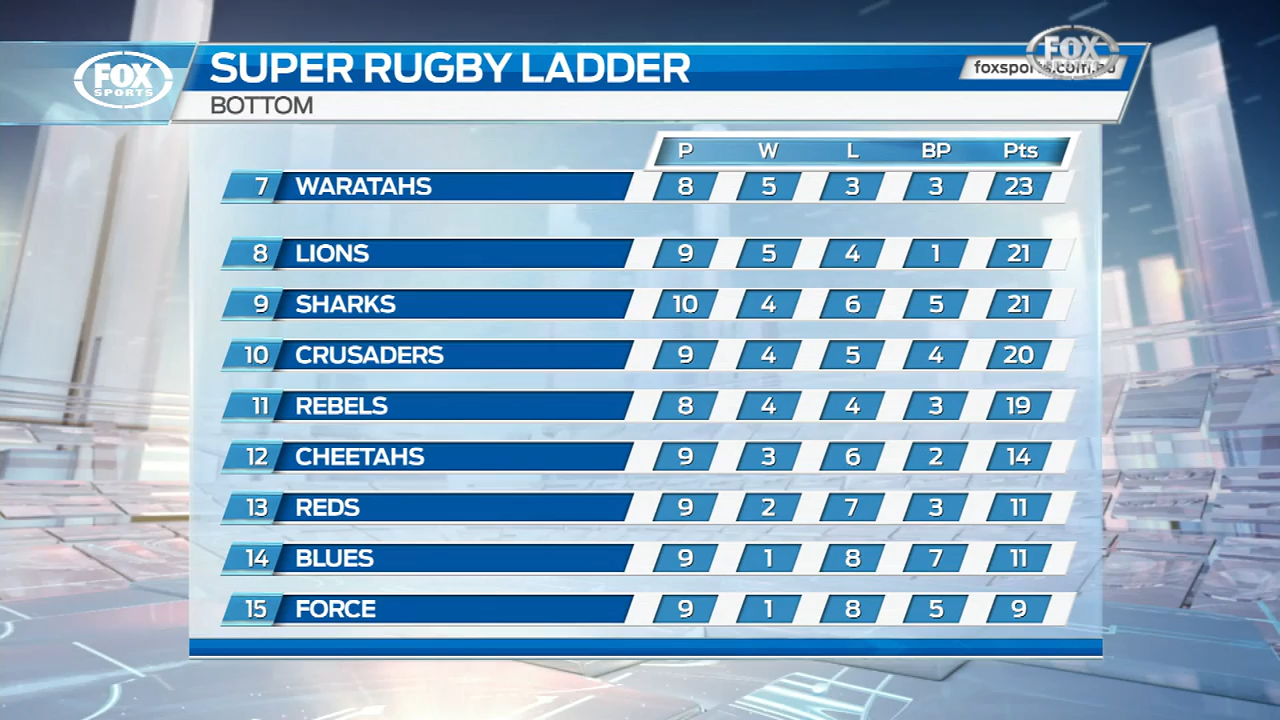 FOX
SPORTS
SUPER RUGBY LADDER
FOX
foxsports.com.au
BOTTOM
P W L BP Pts
7 WARATAHS 8 5 3 3 23
8 LIONS 9 5 4 1 21
9 SHARKS 10 4 6 5 21
10 CRUSADERS 9 4 5 4 20
11 REBELS 8 4 4 3 19
12 CHEETAHS 9 3 6 2 14
13 REDS 9 2 7 3 11
14 BLUES 9 1 8 7 11
15 FORCE 9 1 8 5 9